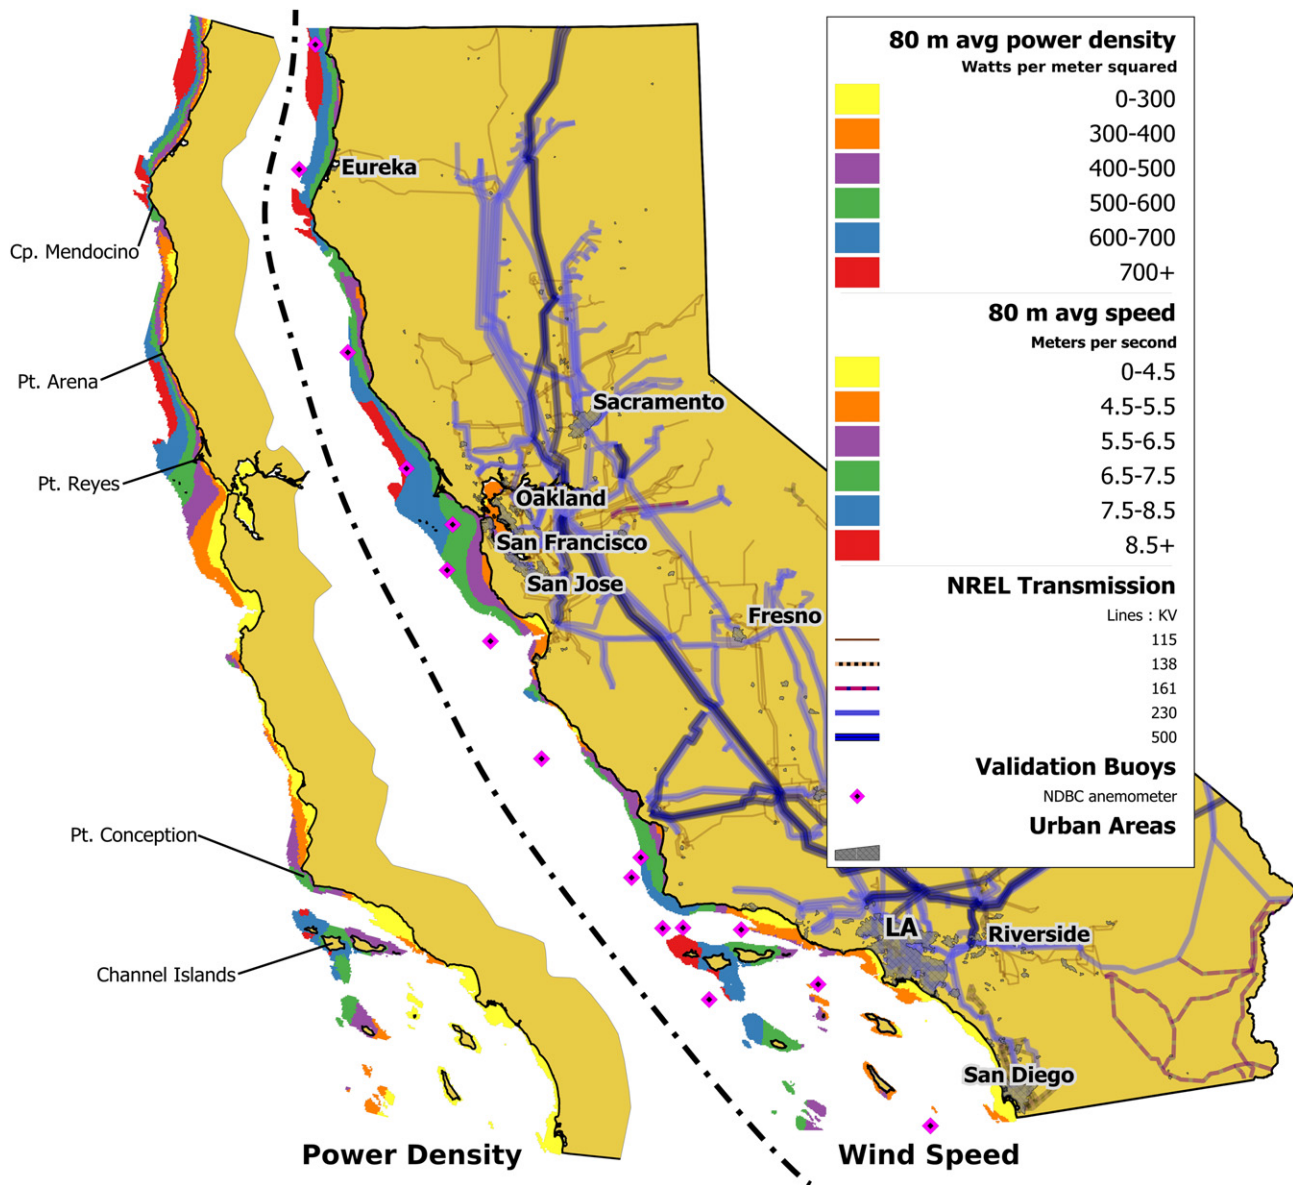 80 m avg power density
Watts per meter squared
0-300
300-400
400-500
500-600
600-700
700+
80 m avg speed
Meters per second
0-4.5
4.5-5.5
5.5-6.5
6.5-7.5
7.5-8.5
8.5+
NREL Transmission
Lines : KV
115
138
161
230
500
Validation Buoys
NDBC anemometer
Urban Areas
Eureka
Cp. Mendocino
Pt. Arena
Sacramento
Pt. Reyes
Oakland
San Francisco
San Jose
Fresno
Pt. Conception
LA
Riverside
Channel Islands
San Diego
Power Density
Wind Speed